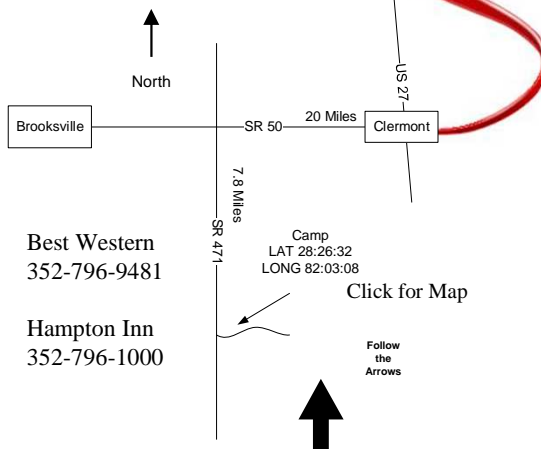 North
US 27
Brooksville
SR 50
20 Miles
Clermont
7.8 Miles
SR 471
Best Western
352-796-9481
Camp
LAT 28:26:32
LONG 82:03:08
Click for Map
Hampton Inn
352-796-1000
Follow
the
Arrows